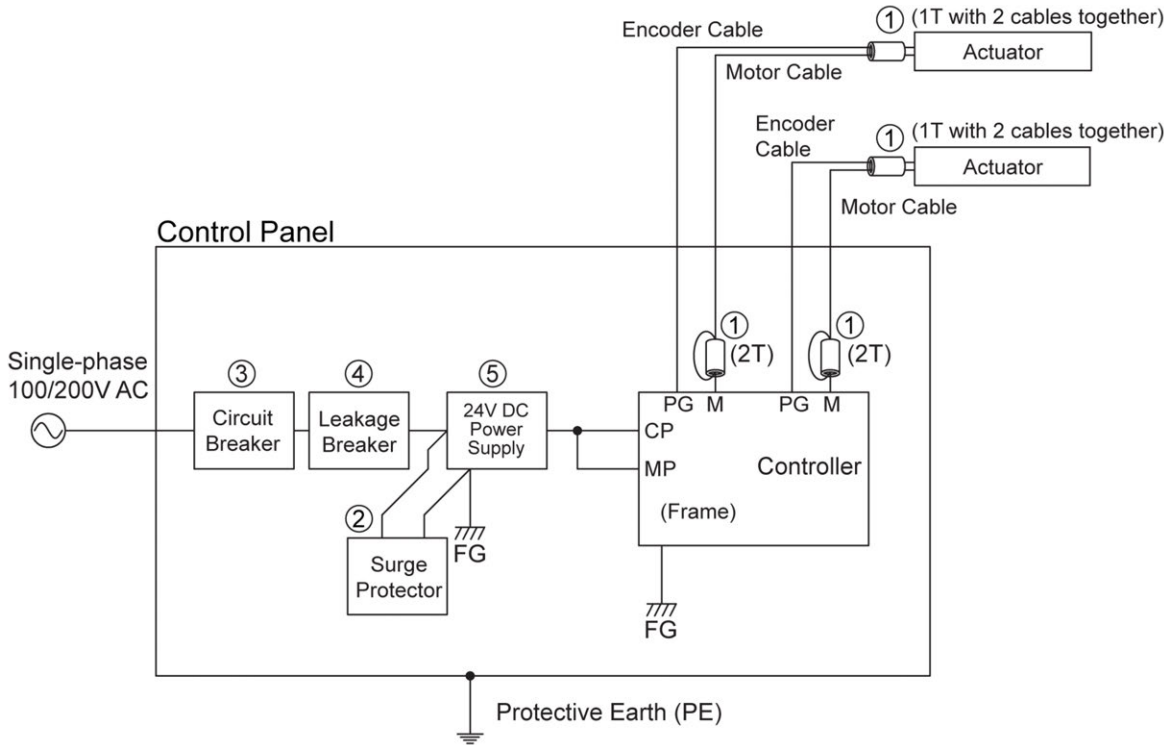 ① (1T with 2 cables together)
Encoder Cable
Actuator
Motor Cable
Encoder
Cable
① (1T with 2 cables together)
Actuator
Motor Cable
Control Panel
Single-phase
100/200V AC
③
Circuit
Breaker
④
Leakage
Breaker
⑤
24V DC
Power
Supply
②
Surge
Protector
FG
①
(2T)
①
(2T)
PG M
PG M
CP
MP
Controller
(Frame)
FG
Protective Earth (PE)